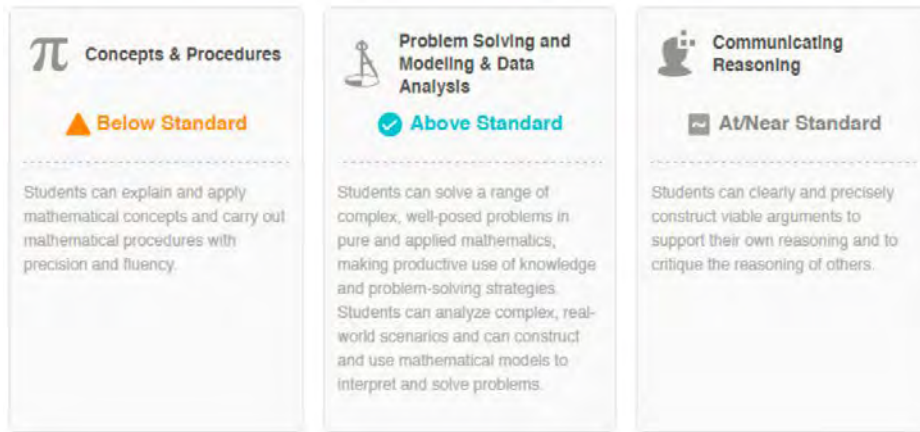 Concepts & Procedures
Below Standard
Students can explain and apply
mathematical concepts and carry out
mathematical procedures with
precision and fluency.
Problem Solving and
Modeling & Data
Analysis
Above Standard
Students can solve a range of
complex, well-posed problems in
pure and applied mathematics,
making productive use of knowledge
and problem-solving strategies.
Students can analyze complex, real-
world scenarios and can construct
and use mathematical models to
interpret and solve problems.
Communicating
Reasoning
At/Near Standard
Students can clearly and precisely
construct viable arguments to
support their own reasoning and to
critique the reasoning of others.